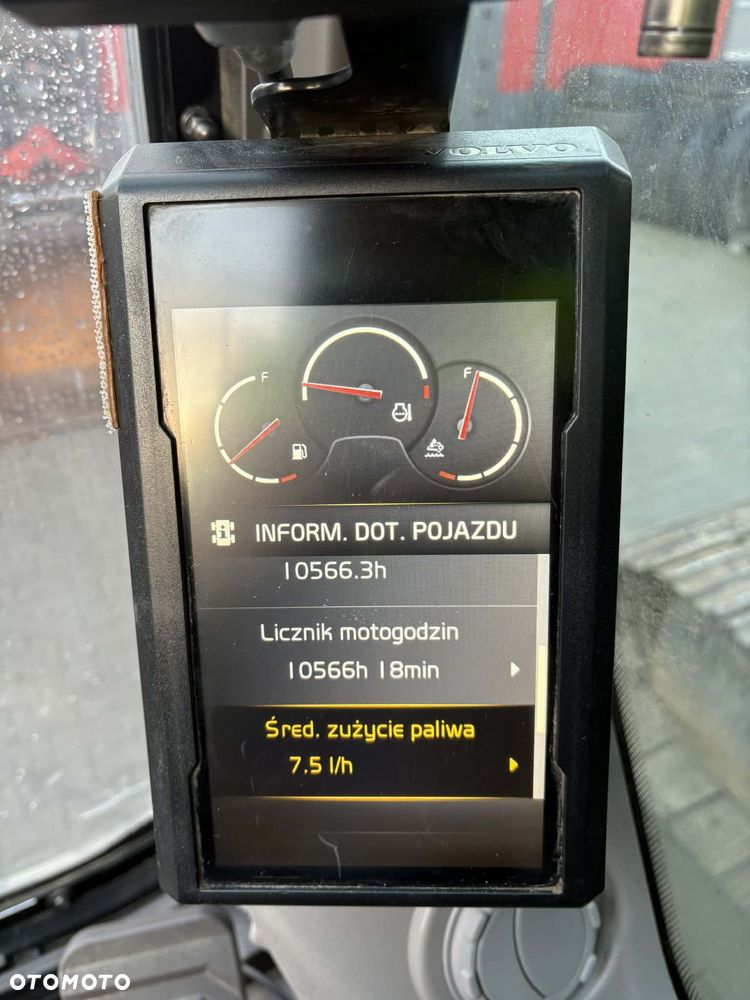 VOLVO
F
F
INFORM. DOT. POJAZDU
10566.3h
Licznik motogodzin
10566h 18min
Śred. zużycie paliwa
7.5 l/h
OTOMOTO